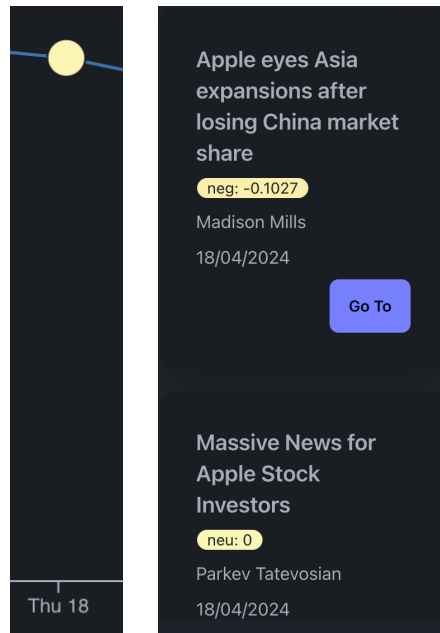 Thu 18
Apple eyes Asia
expansions after
losing China market
share
neg: -0.1027
Madison Mills
18/04/2024
Go To
Massive News for
Apple Stock
Investors
neu: 0
Parkev Tatevosian
18/04/2024